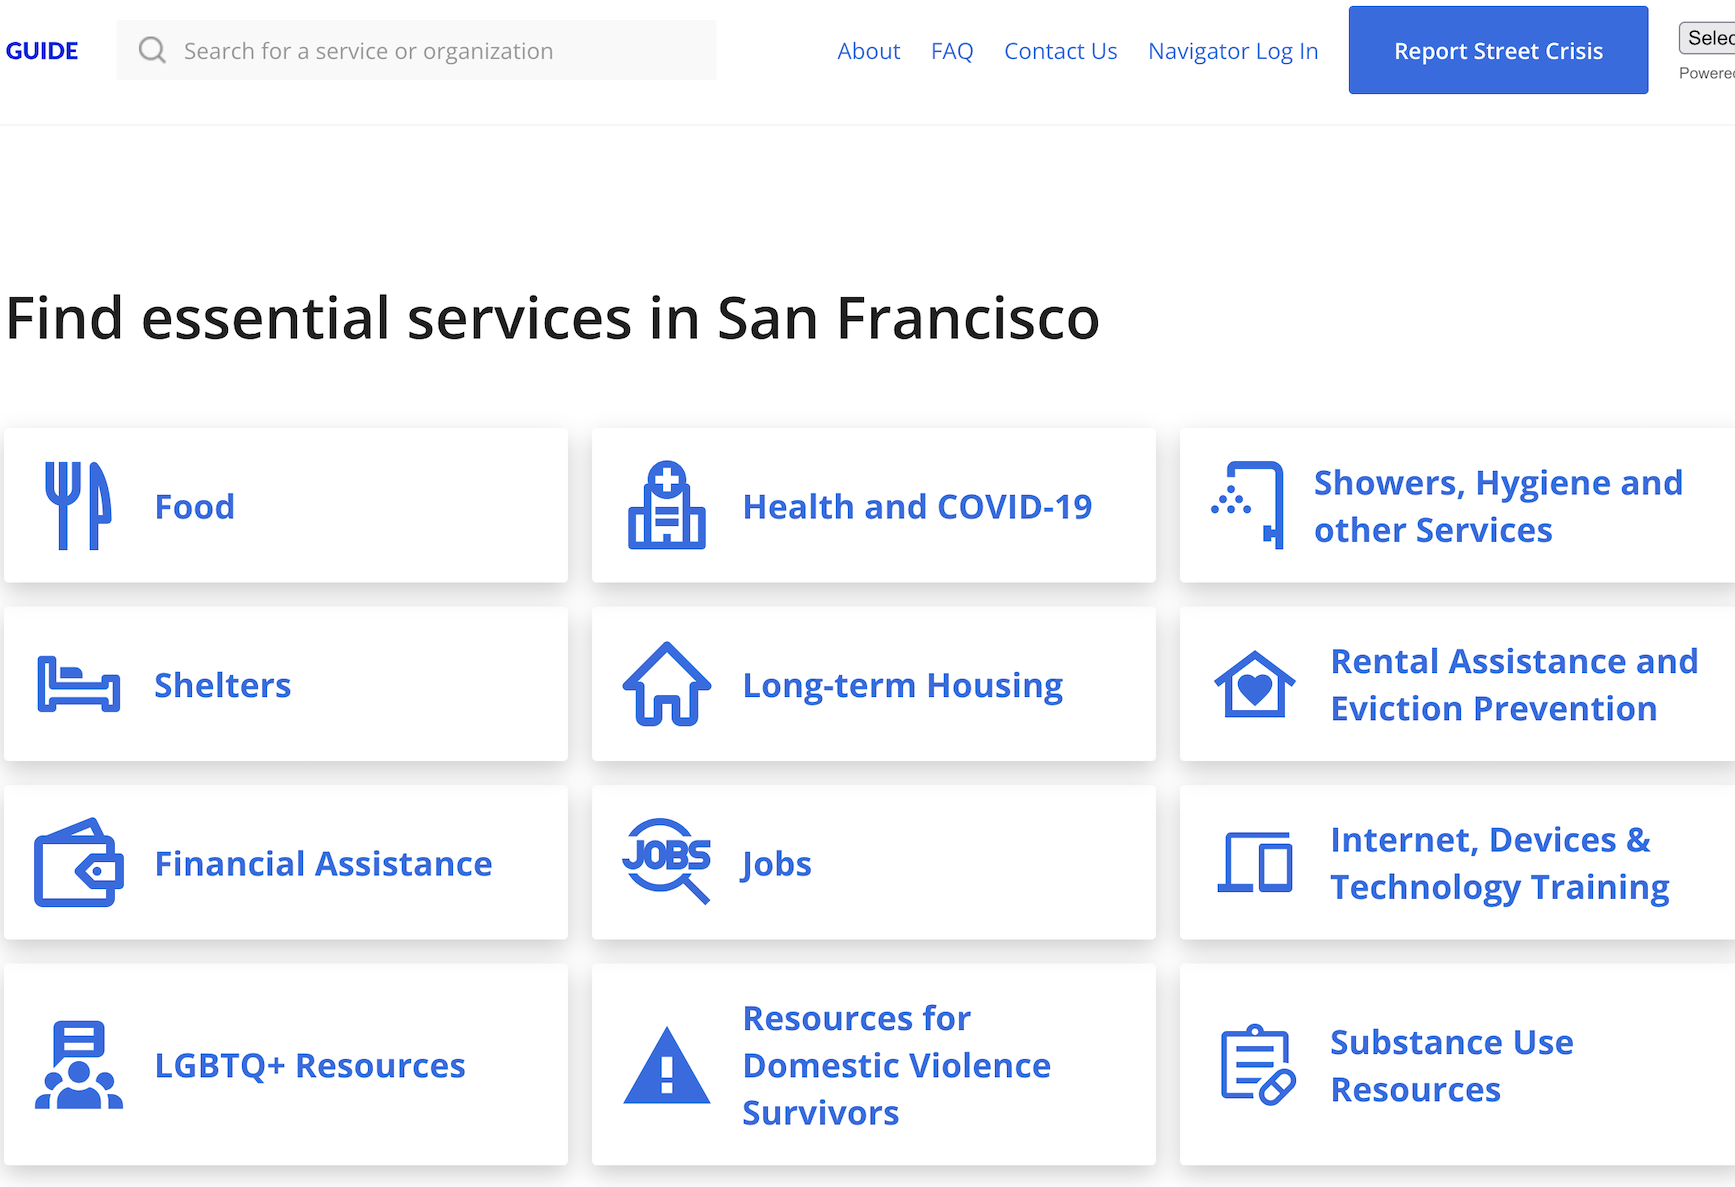 GUIDE
Search for a service or organization
About
FAQ
Contact Us
Navigator Log In
Report Street Crisis
Selec
Powered
Find essential services in San Francisco
Food
Health and COVID-19
Showers, Hygiene and
other Services
Shelters
Long-term Housing
Rental Assistance and
Eviction Prevention
Financial Assistance
JOBS
Jobs
Internet, Devices &
Technology Training
LGBTQ+ Resources
Resources for
Domestic Violence
Survivors
Substance Use
Resources